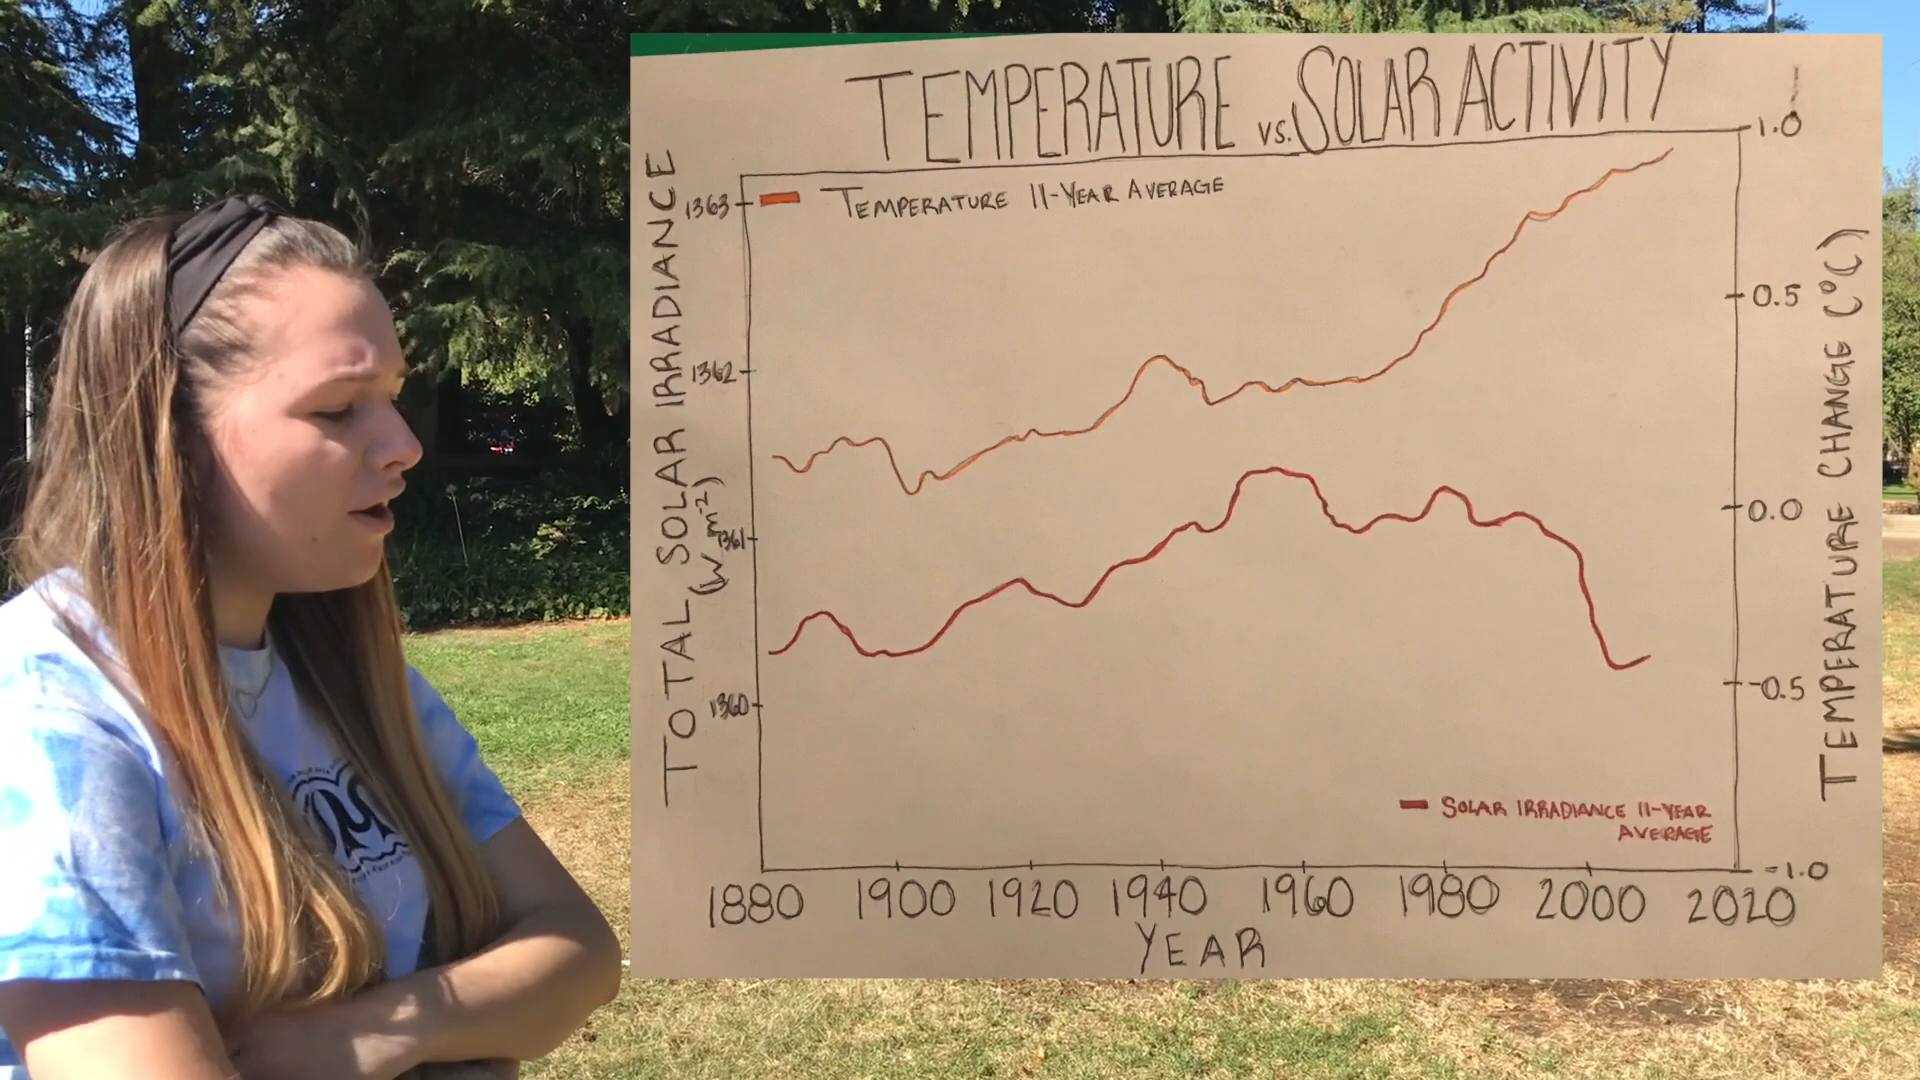 TEMPERATURE vs. SOLAR ACTIVITY
TEMPERATURE 11-YEAR AVERAGE
TOTAL SOLAR IRRADIANCE
(W m⁻²)
1363
1362
1361
1360
1.0
0.5
0.0
-0.5
-1.0
TEMPERATURE CHANGE (°C)
SOLAR IRRADIANCE 11-YEAR
AVERAGE
1880 1900 1920 1940 1960 1980 2000 2020
YEAR